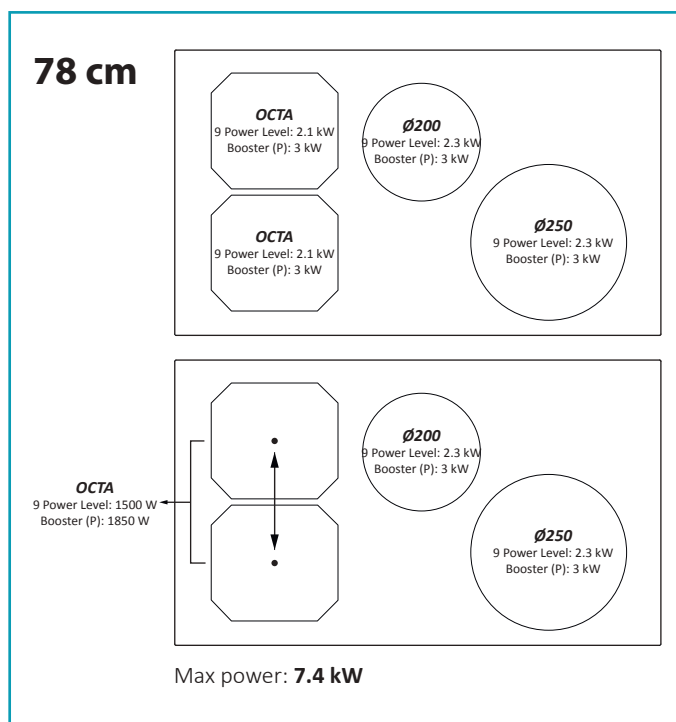 78 cm
OCTA
9 Power Level: 2.1 kW
Booster (P): 3 kW
Ø200
9 Power Level: 2.3 kW
Booster (P): 3 kW
OCTA
9 Power Level: 2.1 kW
Booster (P): 3 kW
Ø250
9 Power Level: 2.3 kW
Booster (P): 3 kW
Ø200
9 Power Level: 2.3 kW
Booster (P): 3 kW
OCTA
9 Power Level: 1500 W
Booster (P): 1850 W
Ø250
9 Power Level: 2.3 kW
Booster (P): 3 kW
Max power: 7.4 kW